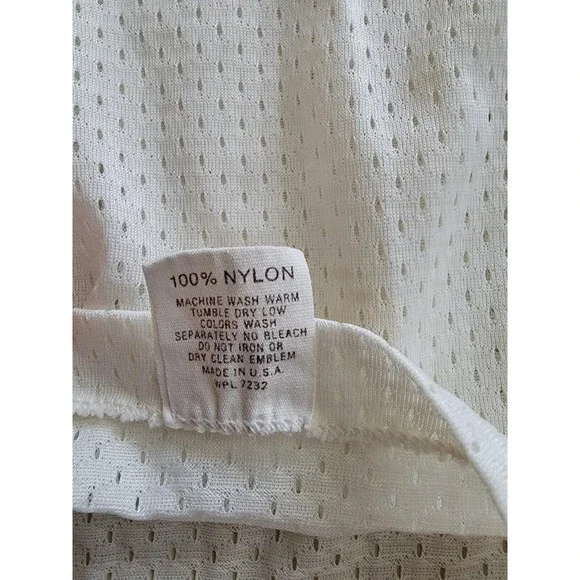 100% NYLON
MACHINE WASH WARM
TUMBLE DRY LOW
COLORS WASH
SEPARATELY NO BLEACH
DO NOT IRON OR
DRY CLEAN EMBLEM
MADE IN U.S.A.
WPL 7232